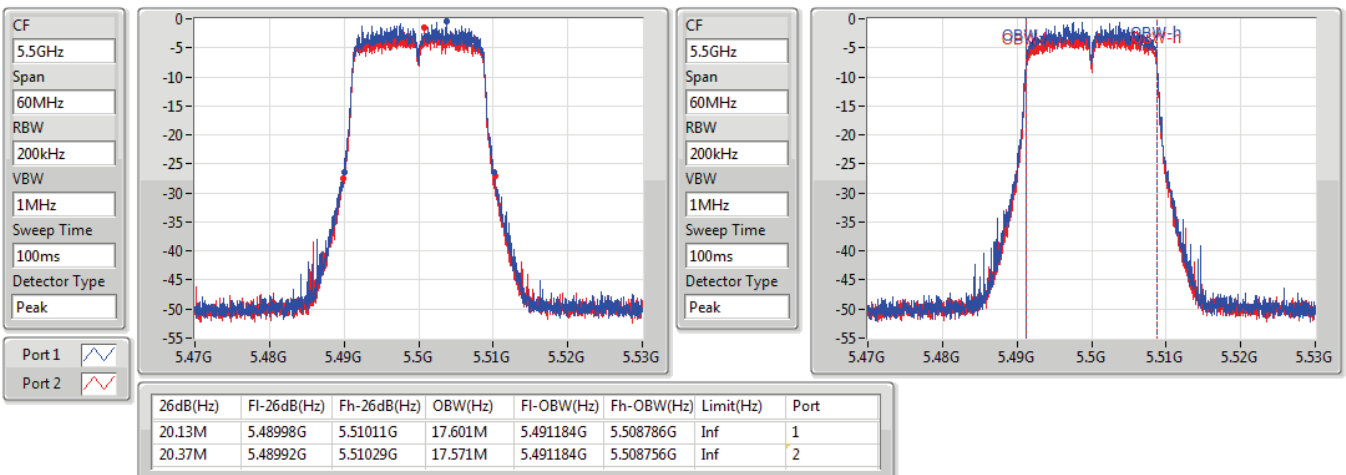 CF
5.5GHz
Span
60MHz
RBW
200kHz
VBW
1MHz
Sweep Time
100ms
Detector Type
Peak
Port 1
Port 2
0
-5
-10
-15
-20
-25
-30
-35
-40
-45
-50
-55
5.47G 5.48G 5.49G 5.5G 5.51G 5.52G 5.53G
CF
5.5GHz
Span
60MHz
RBW
200kHz
VBW
1MHz
Sweep Time
100ms
Detector Type
Peak
0
-5
-10
-15
-20
-25
-30
-35
-40
-45
-50
-55
OBW-h
OBW-h
5.47G 5.48G 5.49G 5.5G 5.51G 5.52G 5.53G
26dB(Hz) Fl-26dB(Hz) Fh-26dB(Hz) OBW(Hz) Fl-OBW(Hz) Fh-OBW(Hz) Limit(Hz) Port
20.13M 5.48998G 5.51011G 17.601M 5.491184G 5.508786G Inf 1
20.37M 5.48992G 5.51029G 17.571M 5.491184G 5.508756G Inf 2